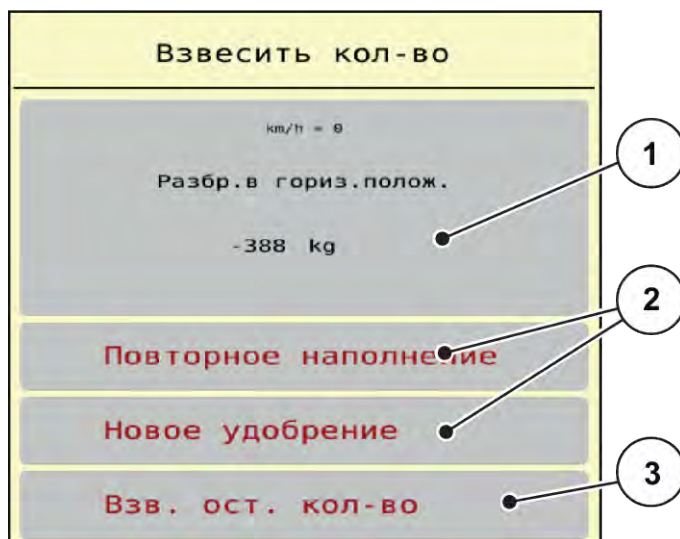 Взвесить кол-во
km/h = 0
Разбр.в гориз.полож.
-388 kg
1
Повторное наполнение
2
Новое удобрение
Взв. ост. кол-во
3